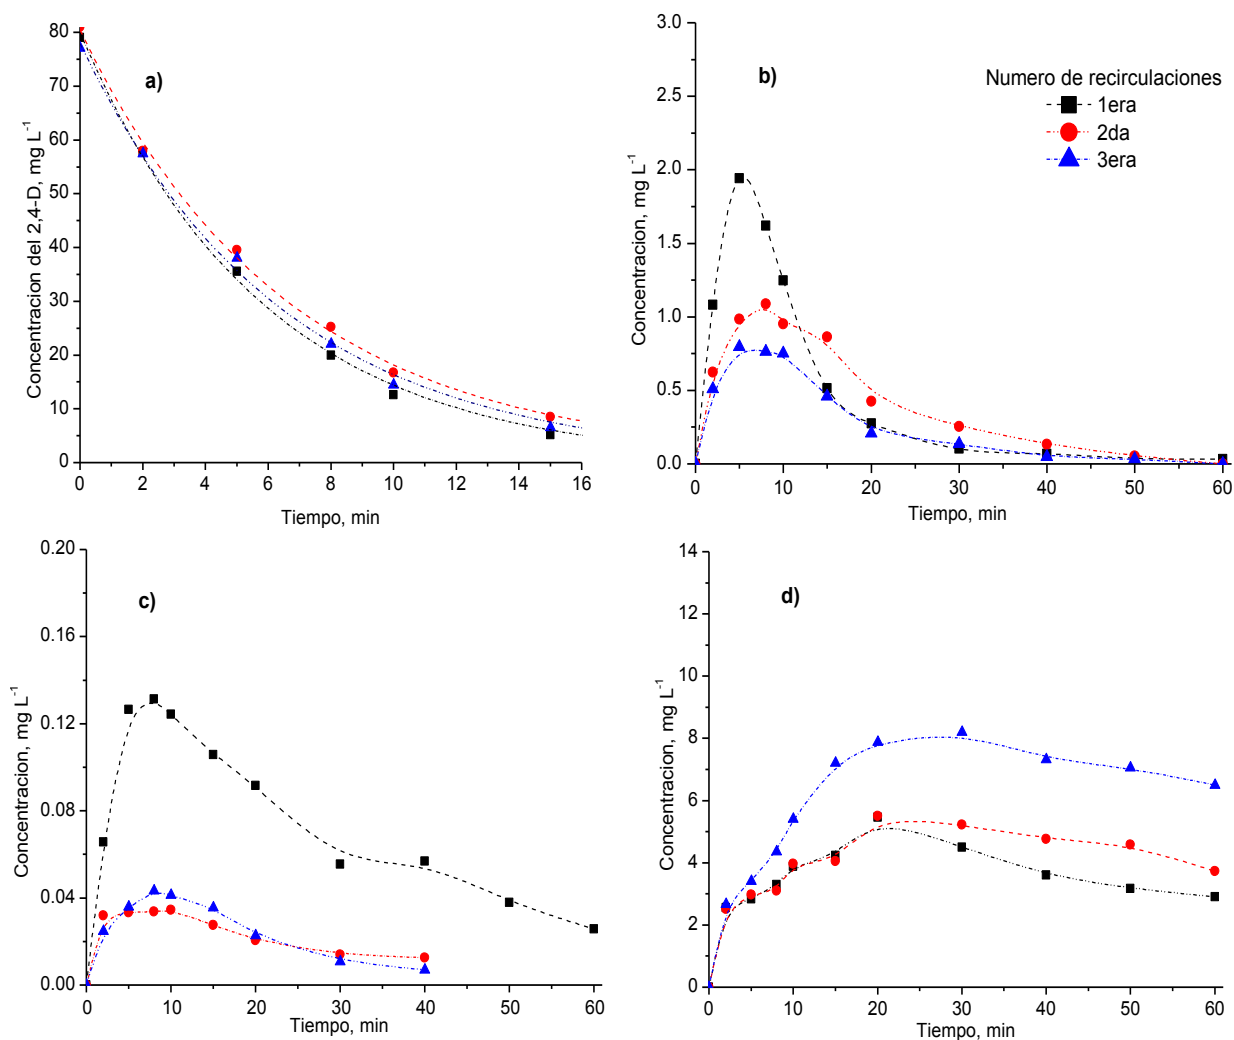 a)
Concentracion del 2,4-D, mg L⁻¹
80
70
60
50
40
30
20
10
0
0 2 4 6 8 10 12 14 16
Tiempo, min
b)
Numero de recirculaciones
1era
2da
3era
Concentracion, mg L⁻¹
3.0
2.5
2.0
1.5
1.0
0.5
0.0
0 10 20 30 40 50 60
Tiempo, min
c)
Concentracion, mg L⁻¹
0.20
0.16
0.12
0.08
0.04
0.00
0 10 20 30 40 50 60
Tiempo, min
d)
Concentracion, mg L⁻¹
14
12
10
8
6
4
2
0
0 10 20 30 40 50 60
Tiempo, min